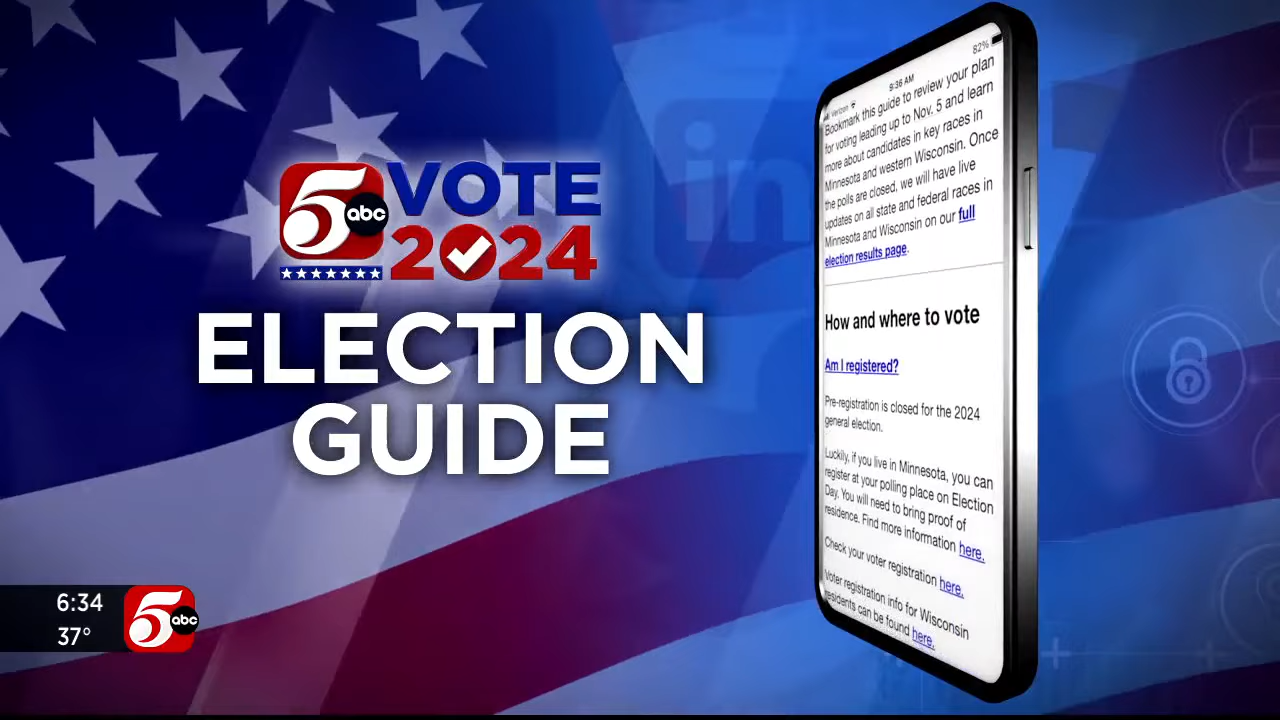 5 abc
VOTE
2024
ELECTION
GUIDE
6:34
37°
5 abc
verizon
9:36 AM
82%
Bookmark this guide to review your plan
for voting leading up to Nov. 5 and learn
more about candidates in key races in
Minnesota and western Wisconsin. Once
the polls are closed, we will have live
updates on all state and federal races in
Minnesota and Wisconsin on our full
election results page.
How and where to vote
Am I registered?
Pre-registration is closed for the 2024
general election.
Luckily, if you live in Minnesota, you can
register at your polling place on Election
Day. You will need to bring proof of
residence. Find more information here.
Check your voter registration here.
Voter registration info for Wisconsin
residents can be found here.
in